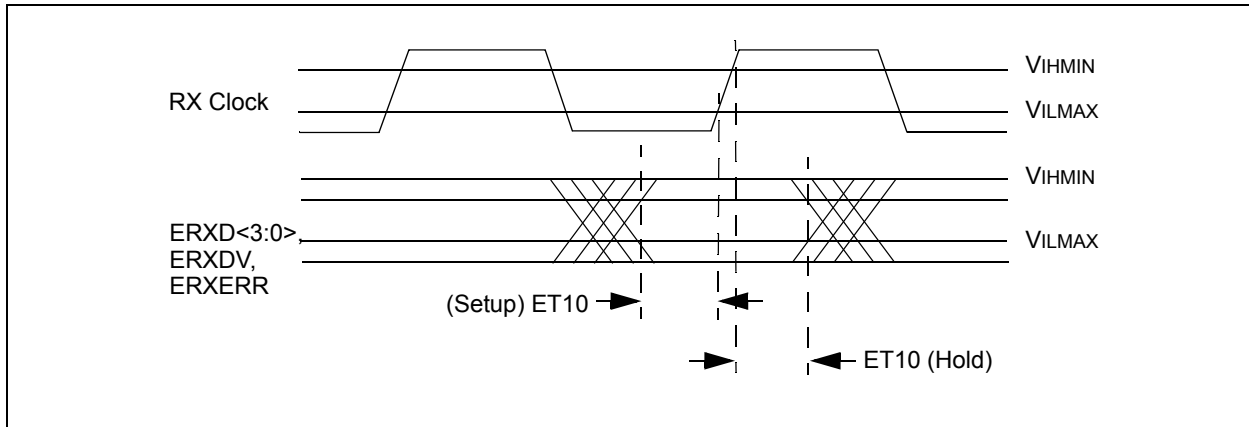 RX Clock
VIHMIN
VILMAX
ERXD<3:0>,
ERXDV,
ERXERR
VIHMIN
VILMAX
(Setup) ET10
ET10 (Hold)